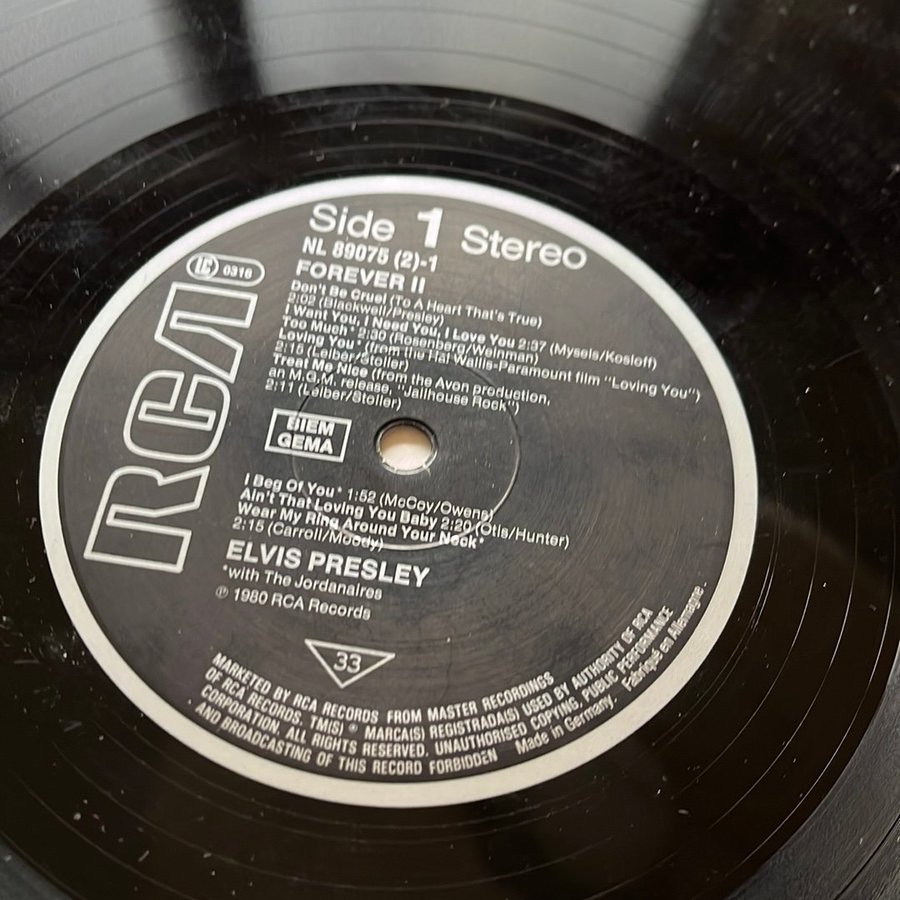 Side 1 Stereo
NL 89075 (2)-1
FOREVER II
Don't Be Cruel (To A Heart That's True)
2:02 (Blackwell/Presley)
I Want You, I Need You, I Love You 2:37 (Mysels/Kosloff)
Too Much* 2:30 (Rosenberg/Weinman)
Loving You* (from the Hal Wallis-Paramount film "Loving You")
2:15 (Leiber/Stoller)
Treat Me Nice (from the Avon production,
an M.G.M. release, "Jailhouse Rock")
2:11 (Leiber/Stoller)
LC 0316
RCA
BIEM
GEMA
I Beg Of You* 1:52 (McCoy/Owens)
Ain't That Loving You Baby 2:20 (Otis/Hunter)
Wear My Ring Around Your Neck*
2:15 (Carroll/Moody)
ELVIS PRESLEY
*with The Jordanaires
℗ 1980 RCA Records
33
MARKETED BY RCA RECORDS FROM MASTER RECORDINGS
OF RCA RECORDS. TM(S) ® MARCA(S) REGISTRADA(S) USED BY AUTHORITY OF RCA
CORPORATION. ALL RIGHTS RESERVED. UNAUTHORISED COPYING, PUBLIC PERFORMANCE
· AND BROADCASTING OF THIS RECORD FORBIDDEN Made in Germany. Fabriqué en Allemagne ·